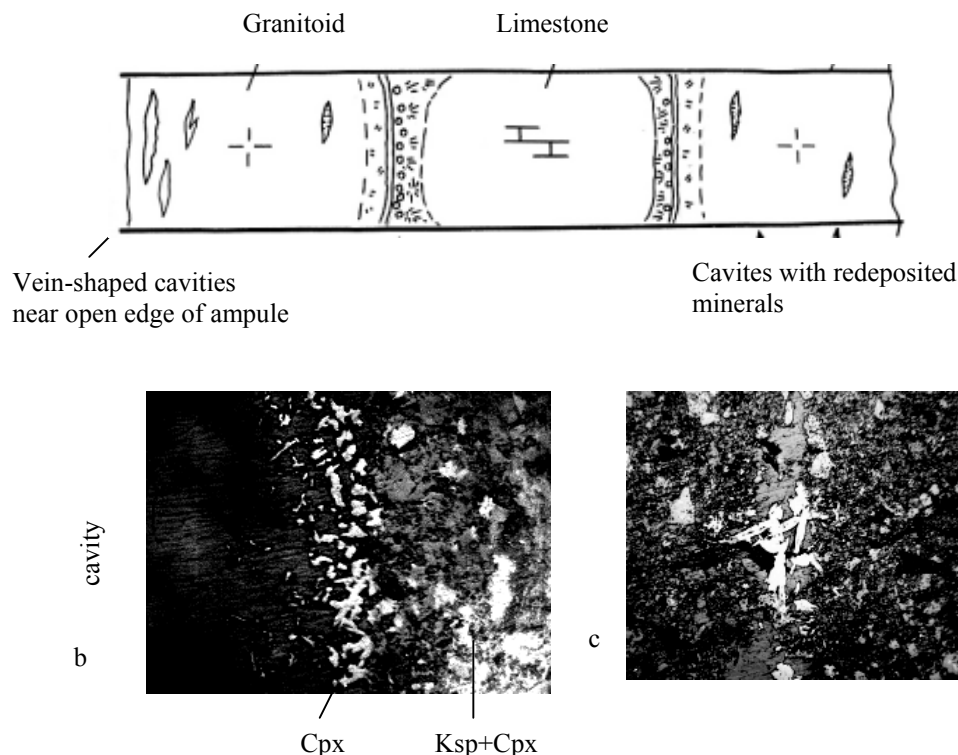 Granitoid Limestone
Vein-shaped cavities
near open edge of ampule
Cavites with redeposited
minerals
cavity
b
c
Cpx Ksp+Cpx